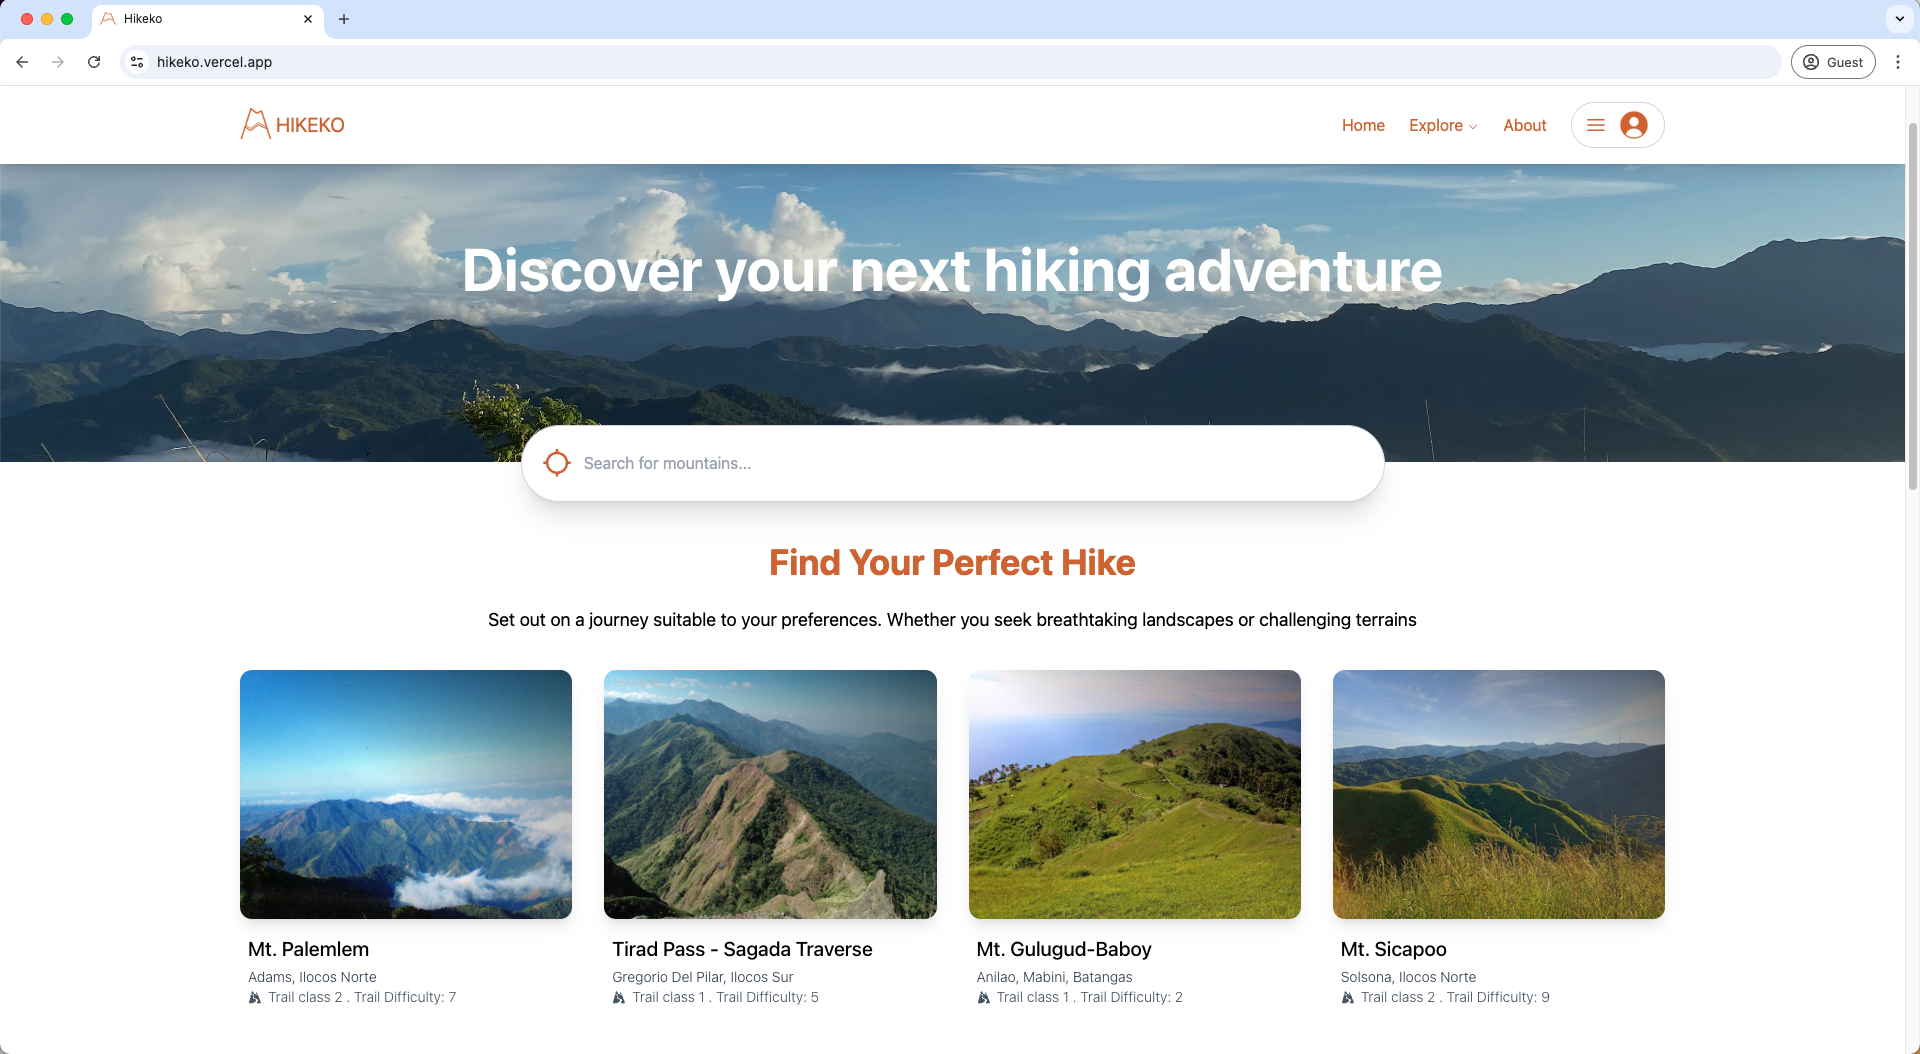 Hikeko
hikeko.vercel.app
Guest
HIKEKO
Home
Explore
About
Discover your next hiking adventure
Search for mountains...
Find Your Perfect Hike
Set out on a journey suitable to your preferences. Whether you seek breathtaking landscapes or challenging terrains
Mt. Palemlem
Adams, Ilocos Norte
Trail class 2 . Trail Difficulty: 7
Tirad Pass - Sagada Traverse
Gregorio Del Pilar, Ilocos Sur
Trail class 1 . Trail Difficulty: 5
Mt. Gulugud-Baboy
Anilao, Mabini, Batangas
Trail class 1 . Trail Difficulty: 2
Mt. Sicapoo
Solsona, Ilocos Norte
Trail class 2 . Trail Difficulty: 9